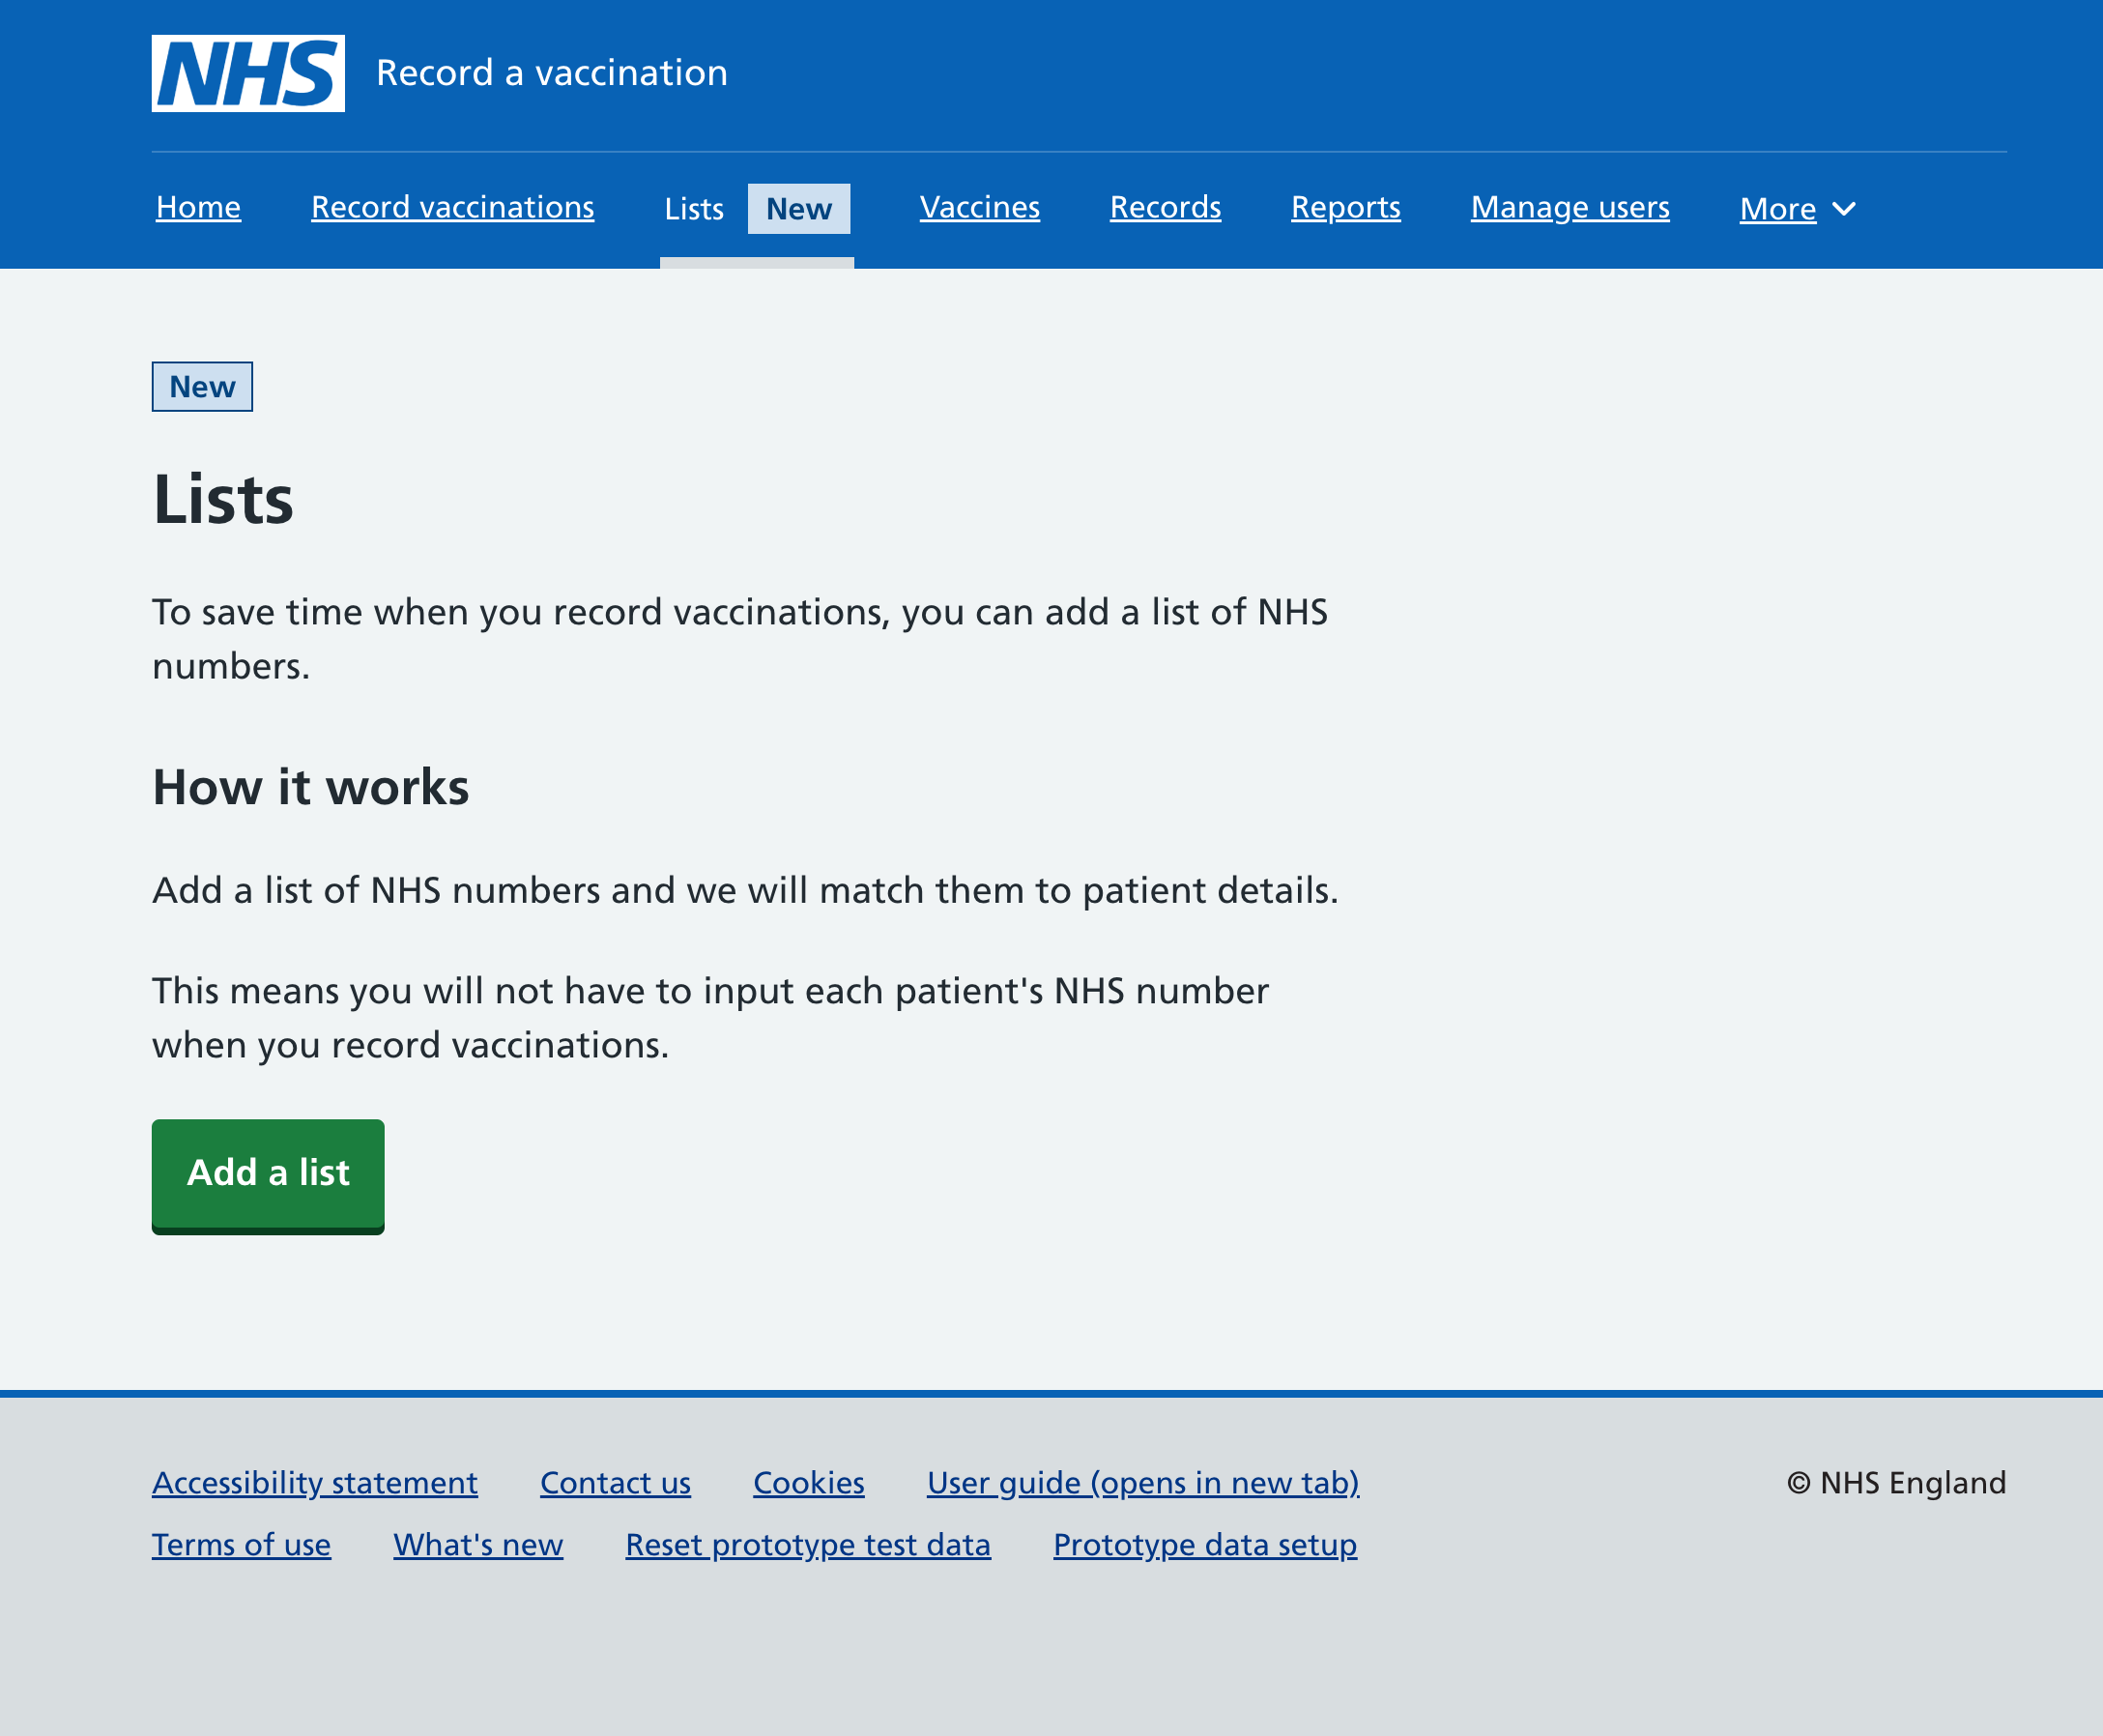 NHS Record a vaccination
Home Record vaccinations Lists New Vaccines Records Reports Manage users More
New
Lists
To save time when you record vaccinations, you can add a list of NHS
numbers.
How it works
Add a list of NHS numbers and we will match them to patient details.
This means you will not have to input each patient's NHS number
when you record vaccinations.
Add a list
Accessibility statement Contact us Cookies User guide (opens in new tab) © NHS England
Terms of use What's new Reset prototype test data Prototype data setup